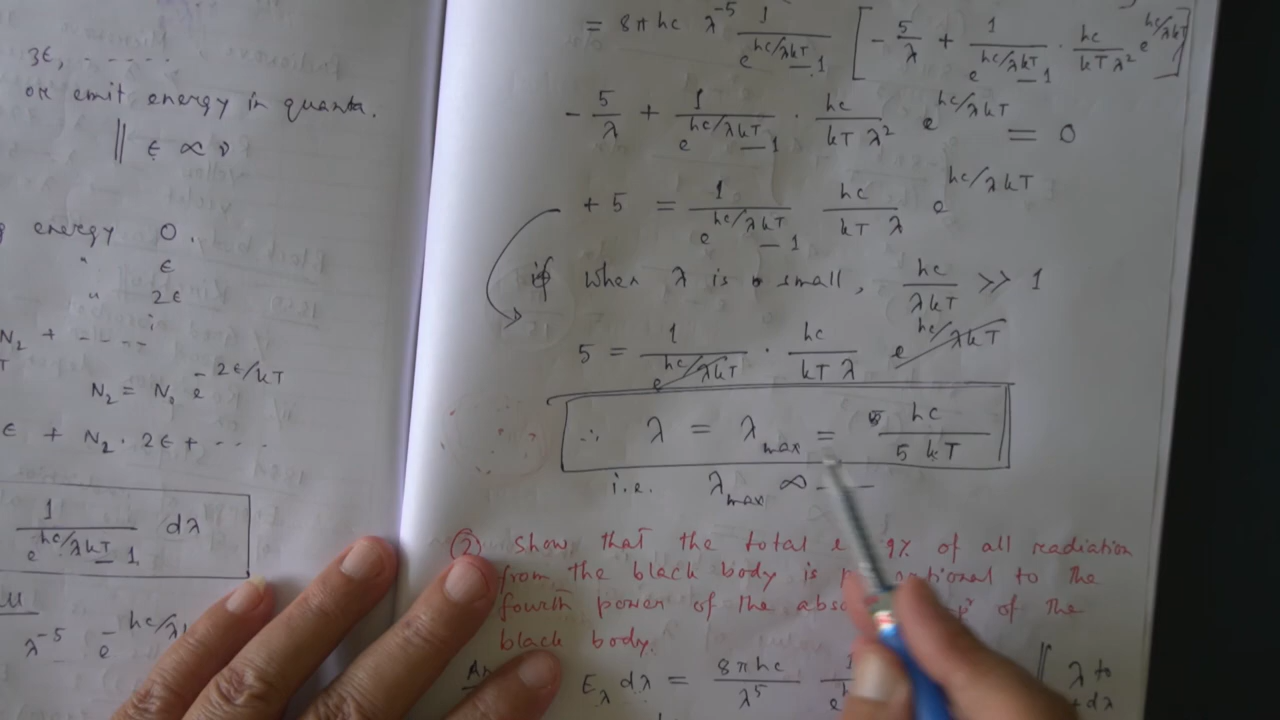 3ϵ, ......
or emit energy in quanta.
|| ϵ ∝ ν
energy 0.
" ϵ
" 2ϵ
N₂ + -----
N₂ = N₀ e^{-2ϵ/kT}
ϵ + N₂ · 2ϵ + ---
1/(e^{hc/λkT} - 1) dλ
λ⁻⁵ e^{-hc/λ
= 8πhc λ⁻⁵ 1/(e^{hc/λkT} - 1) [ - 5/λ + 1/(e^{hc/λkT} - 1) · hc/(kTλ²) e^{hc/λkT} ]
- 5/λ + 1/(e^{hc/λkT} - 1) · hc/(kTλ²) e^{hc/λkT} = 0
+ 5 = 1/(e^{hc/λkT} - 1) hc/(kTλ) e^{hc/λkT}
when λ is small, hc/(λkT) >> 1
5 = 1/e^{hc/λkT} · hc/(kTλ) e^{hc/λkT}
∴ λ = λmax = hc/(5kT)
i.e. λmax ∝
(2) Show that the total of all readiation
from the black body is to the
fourth power of the of the
black body.
E_λ dλ = 8πhc/λ⁵ || λ to
+dλ